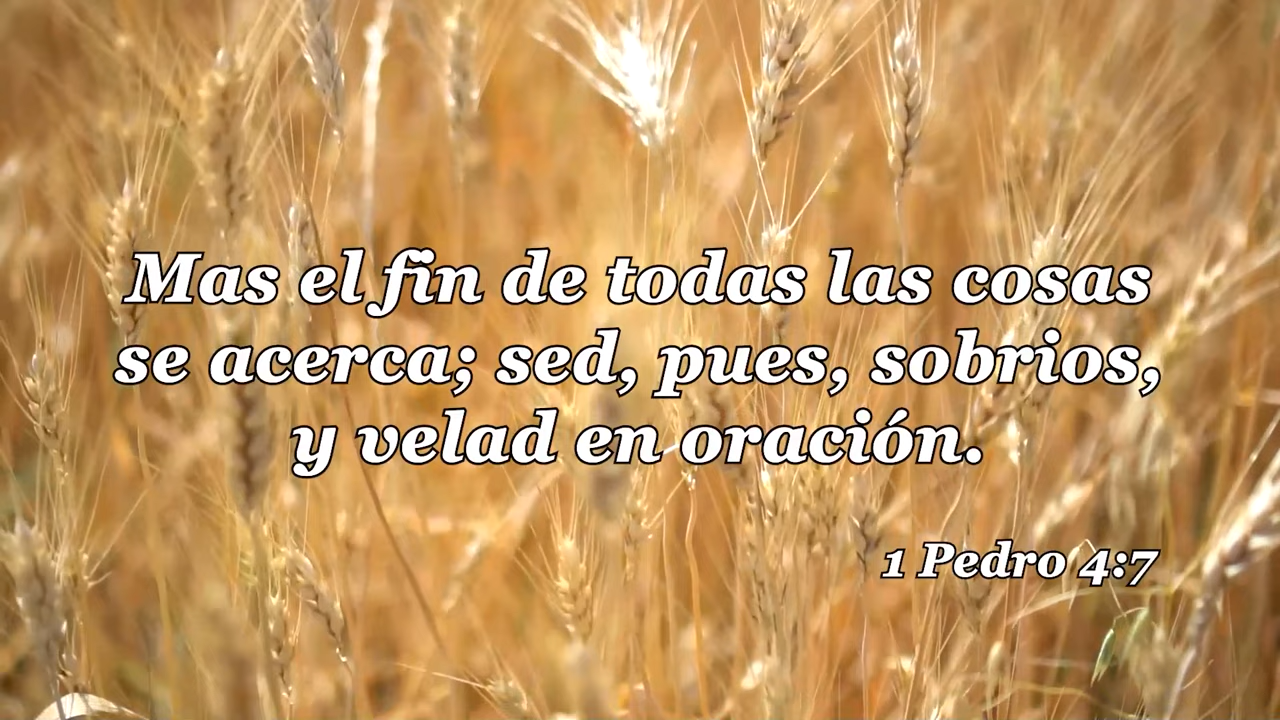 Mas el fin de todas las cosas
se acerca; sed, pues, sobrios,
y velad en oración.
1 Pedro 4:7